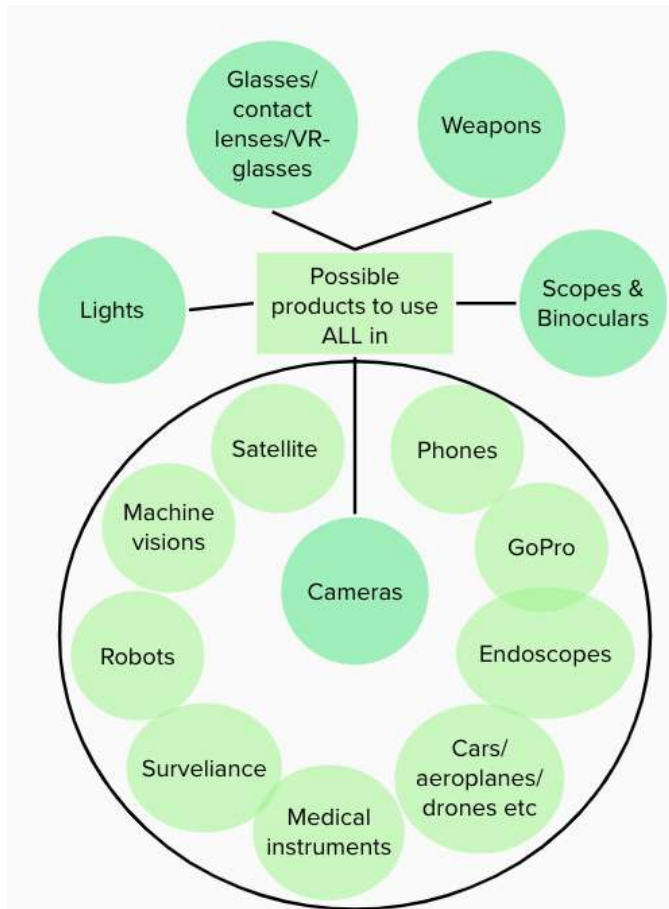 Glasses/
contact
lenses/VR-
glasses
Weapons
Lights
Possible
products to use
ALL in
Scopes &
Binoculars
Satellite
Phones
Machine
visions
GoPro
Cameras
Robots
Endoscopes
Surveliance
Cars/
aeroplanes/
drones etc
Medical
instruments